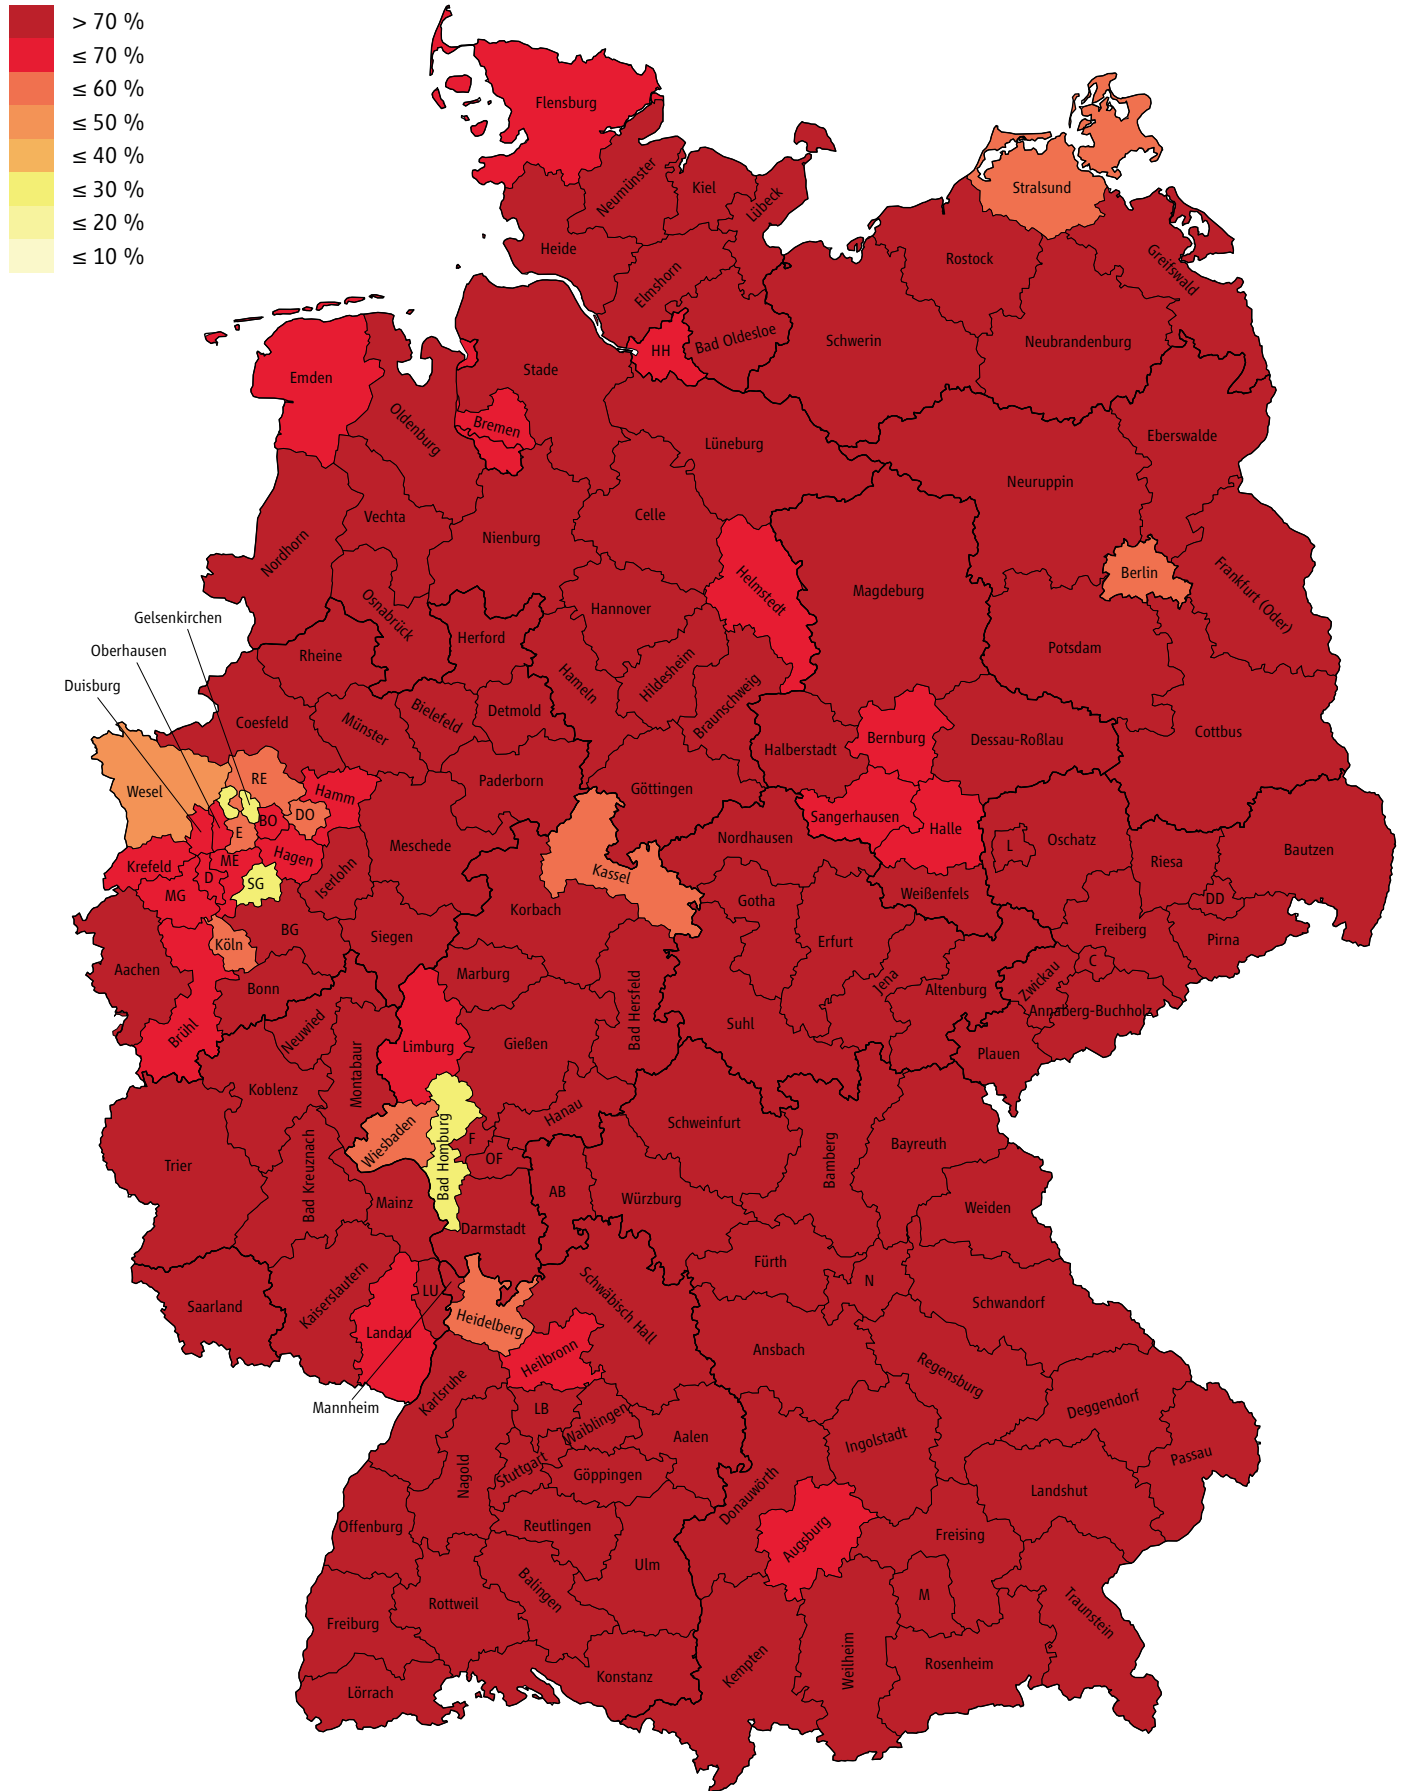 > 70 %
≤ 70 %
≤ 60 %
≤ 50 %
≤ 40 %
≤ 30 %
≤ 20 %
≤ 10 %
Flensburg
Neumünster
Kiel
Lübeck
Stralsund
Heide
Elmshorn
Rostock
Greifswald
HH
Bad Oldesloe
Schwerin
Neubrandenburg
Emden
Stade
Oldenburg
Bremen
Lüneburg
Eberswalde
Neuruppin
Vechta
Celle
Nienburg
Nordhorn
Helmstedt
Magdeburg
Berlin
Frankfurt (Oder)
Osnabrück
Hannover
Gelsenkirchen
Herford
Oberhausen
Rheine
Potsdam
Duisburg
Hameln
Hildesheim
Braunschweig
Coesfeld
Münster
Bielefeld
Detmold
Halberstadt
Bernburg
Dessau-Roßlau
Cottbus
Wesel
RE
Hamm
Paderborn
Göttingen
E
BO
DO
Sangerhausen
Halle
Nordhausen
Krefeld
ME
Hagen
Meschede
L
Oschatz
Riesa
Bautzen
D
SG
Iserlohn
Kassel
MG
Weißenfels
DD
Gotha
Korbach
Köln
BG
Siegen
Erfurt
Freiberg
Pirna
Aachen
Bonn
Marburg
Jena
Altenburg
Zwickau
C
Bad Hersfeld
Annaberg-Buchholz
Brühl
Neuwied
Limburg
Gießen
Suhl
Plauen
Montabaur
Koblenz
Hanau
Schweinfurt
Wiesbaden
Bad Homburg
F
OF
Bamberg
Bayreuth
Trier
Bad Kreuznach
Mainz
AB
Würzburg
Weiden
Darmstadt
Fürth
N
Saarland
Kaiserslautern
LU
Landau
Heidelberg
Schwäbisch Hall
Schwandorf
Ansbach
Heilbronn
Regensburg
Mannheim
Karlsruhe
LB
Waiblingen
Aalen
Ingolstadt
Deggendorf
Passau
Nagold
Stuttgart
Göppingen
Donauwörth
Landshut
Offenburg
Reutlingen
Augsburg
Freising
Ulm
Balingen
M
Rottweil
Freiburg
Traunstein
Kempten
Weilheim
Rosenheim
Konstanz
Lörrach